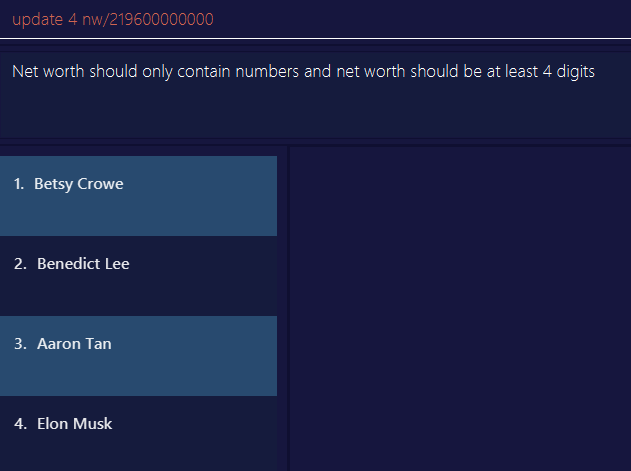 update 4 nw/219600000000
Net worth should only contain numbers and net worth should be at least 4 digits
1. Betsy Crowe
2. Benedict Lee
3. Aaron Tan
4. Elon Musk